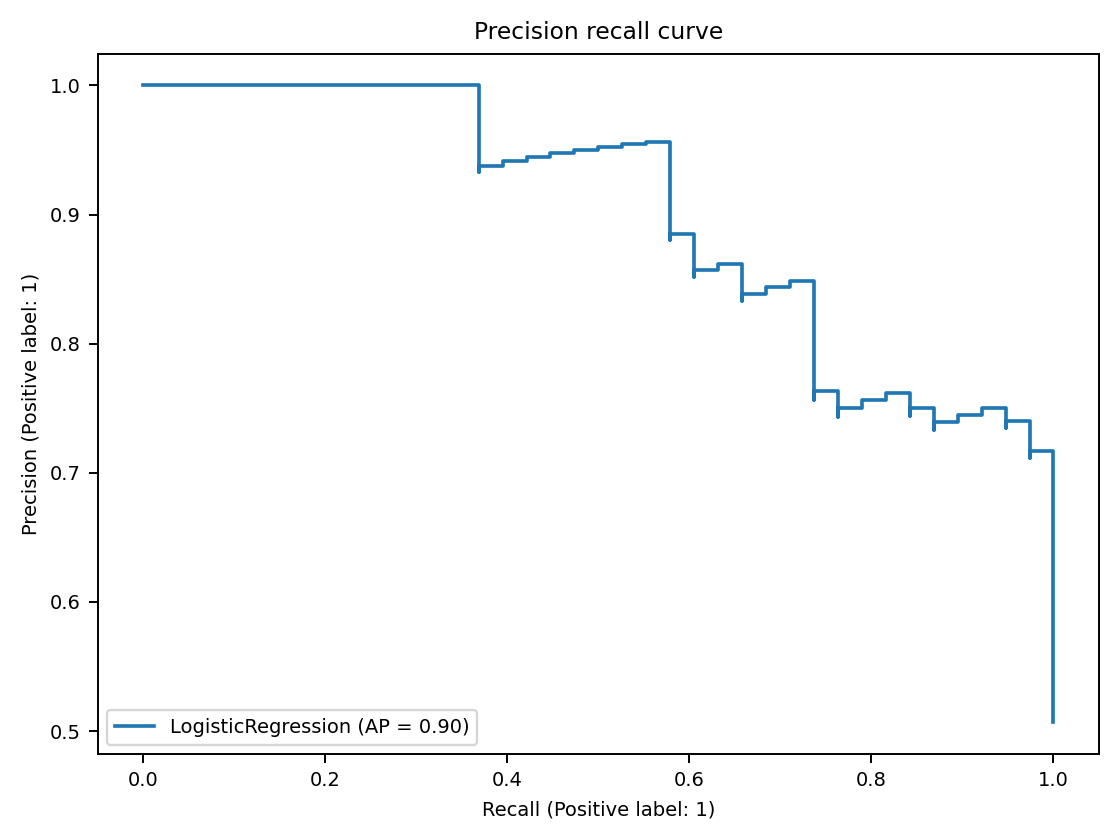 Precision recall curve
1.0
0.9
0.8
0.7
0.6
0.5
Precision (Positive label: 1)
LogisticRegression (AP = 0.90)
0.0 0.2 0.4 0.6 0.8 1.0
Recall (Positive label: 1)